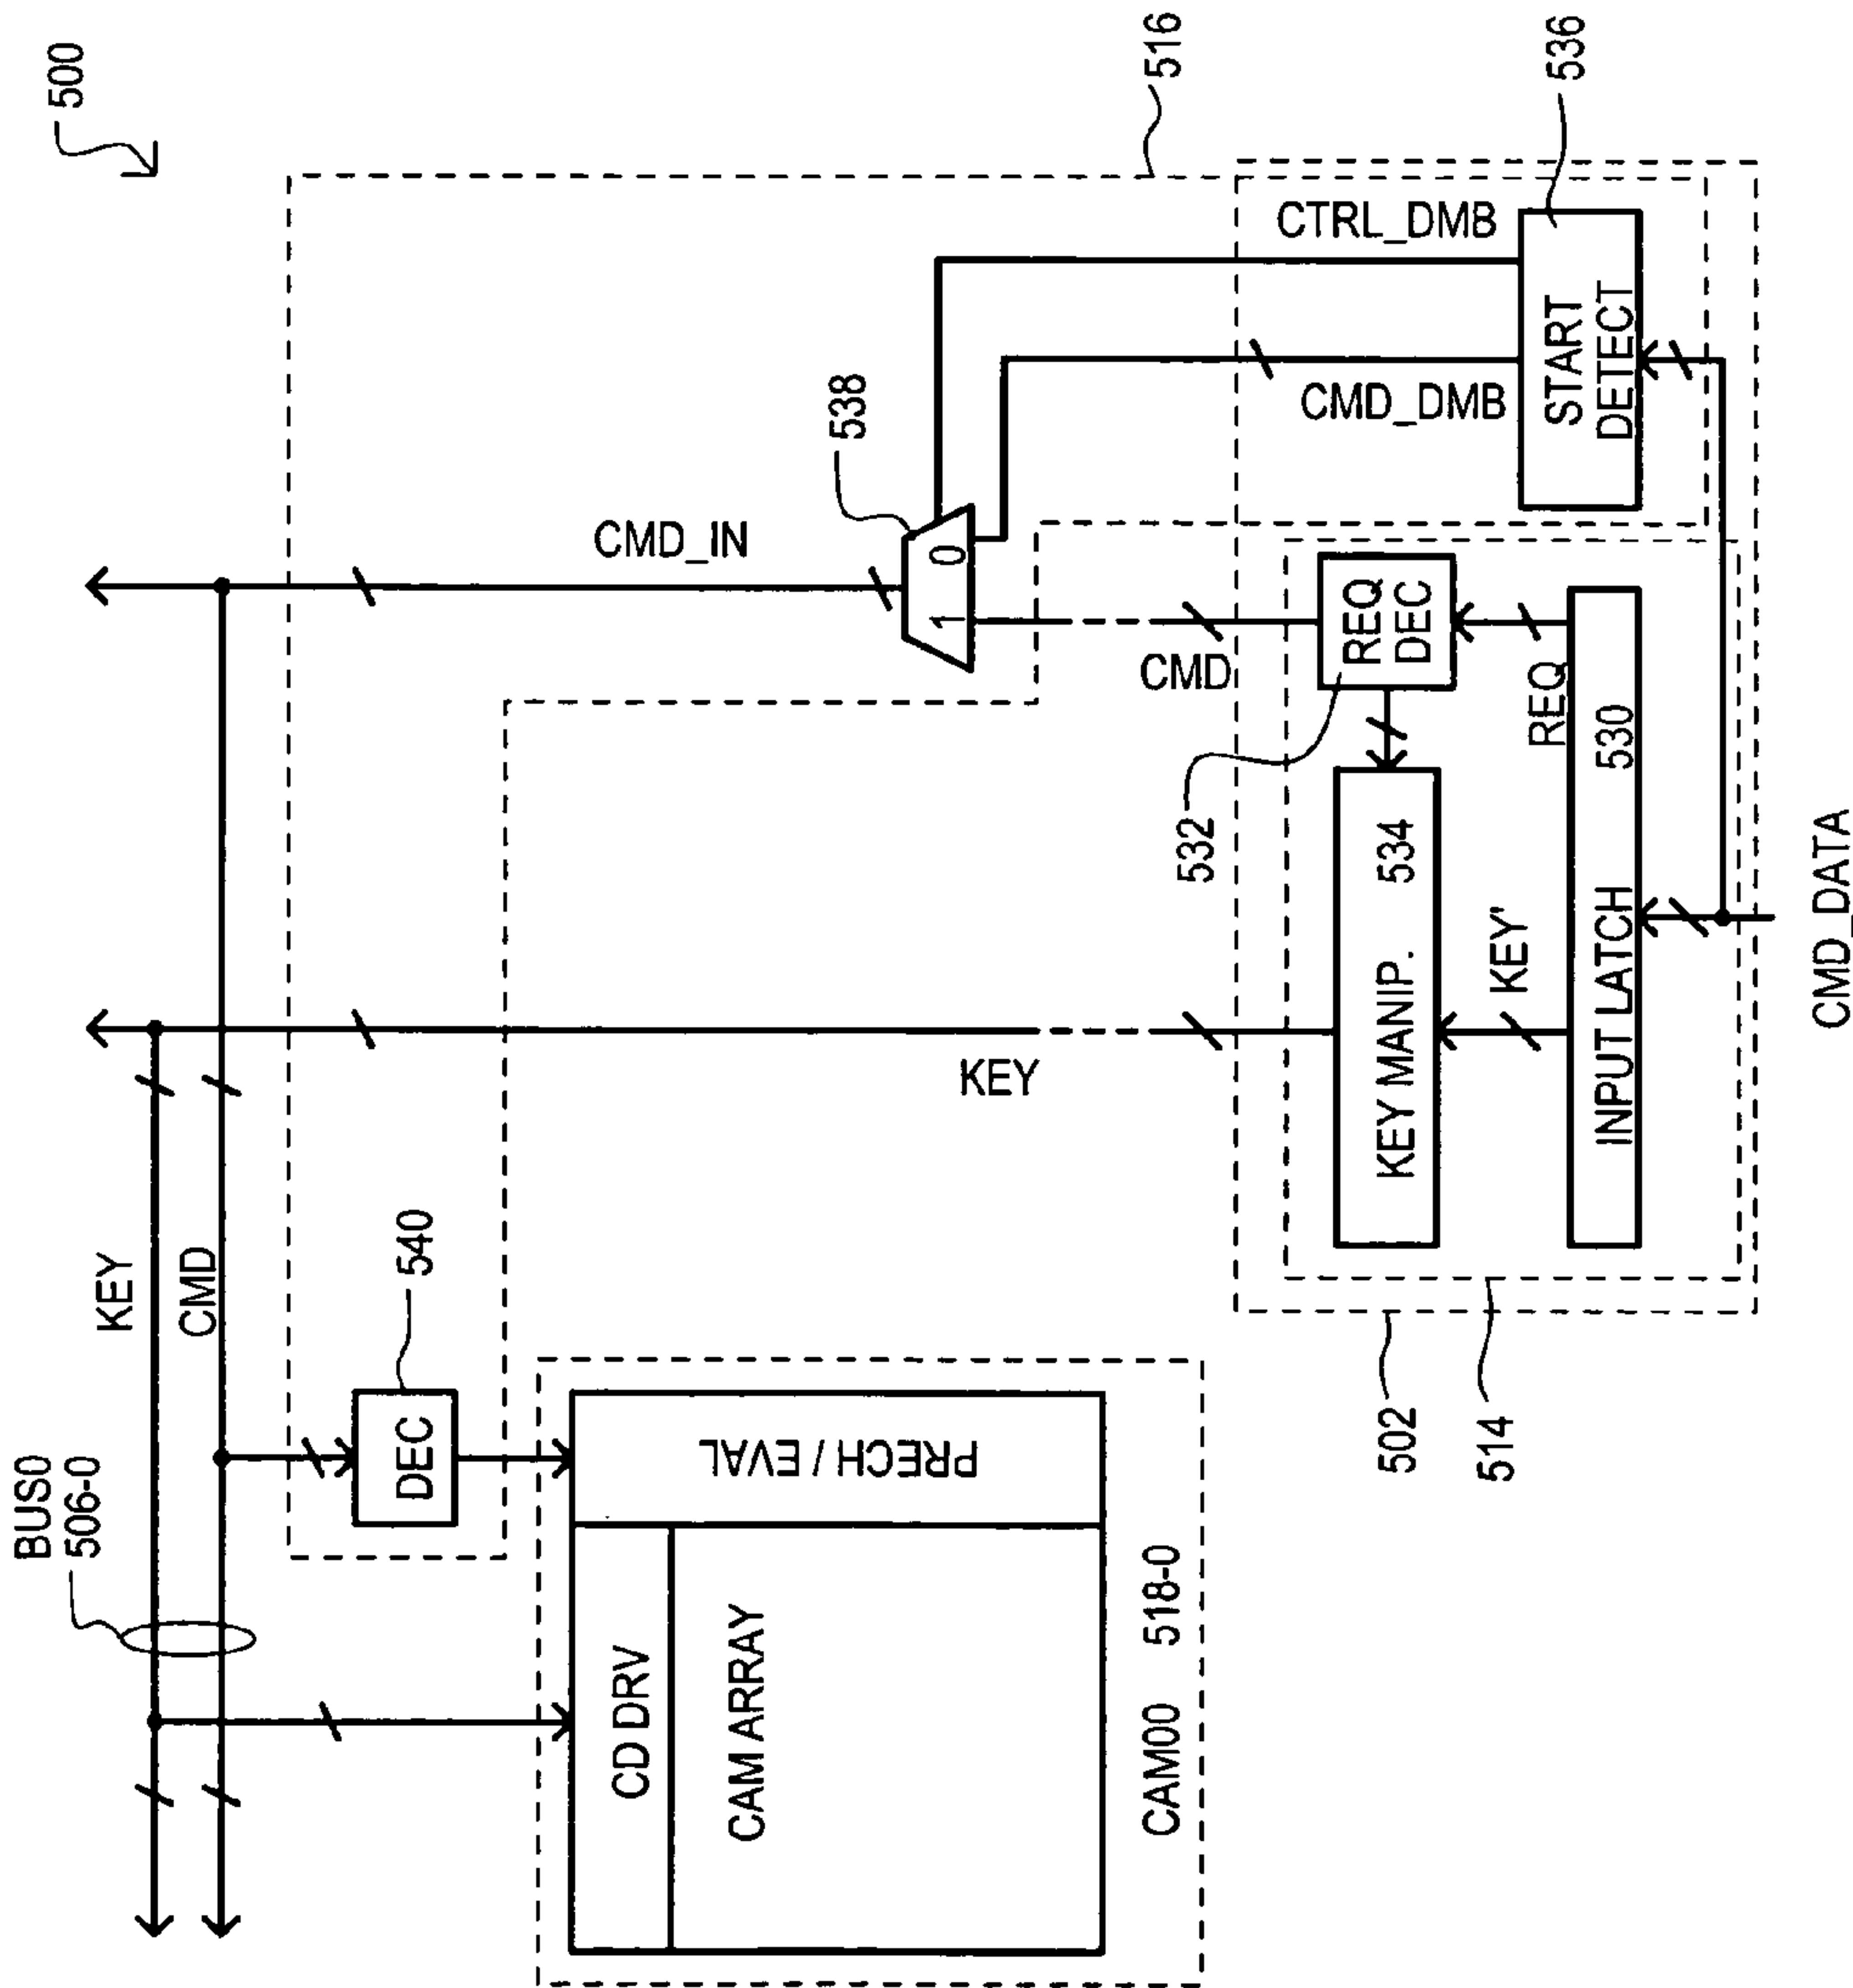 500
BUS0
506-0
KEY
CMD
540
DEC
CD DRV
CAM ARRAY
PRECH / EVAL
CAM00 518-0
CMD_IN
538
1 0
516
KEY
CMD
CTRL_DMB
CMD_DMB
532
REQ
DEC
KEY MANIP. 534
START
DETECT
536
KEY'
REQ
INPUT LATCH 530
502
514
CMD_DATA